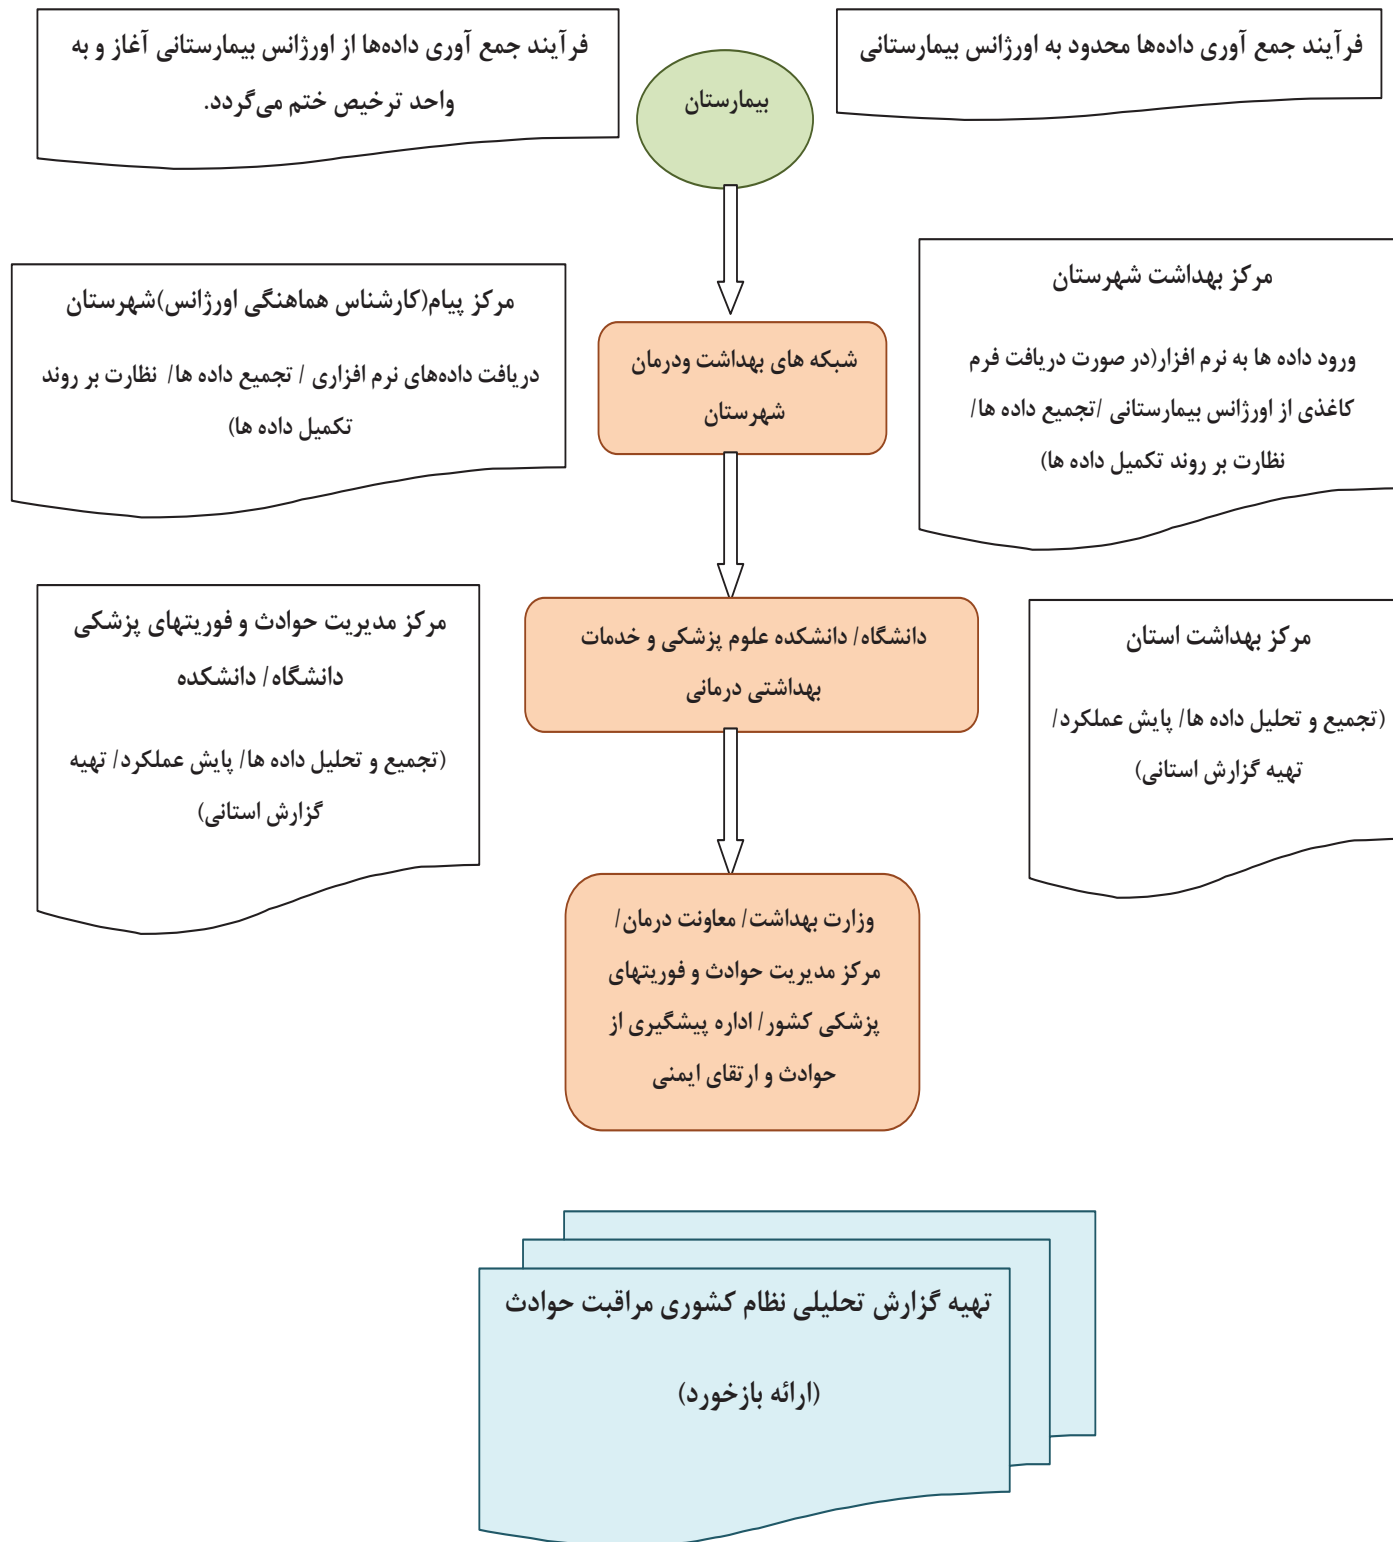 فرآیند جمع آوری داده‌ها محدود به اورژانس بیمارستانی
بیمارستان
فرآیند جمع آوری داده‌ها از اورژانس بیمارستانی آغاز و به
واحد ترخیص ختم می‌گردد.
مرکز بهداشت شهرستان
ورود داده ها به نرم افزار(در صورت دریافت فرم
کاغذی از اورژانس بیمارستانی /تجمیع داده ها/
نظارت بر روند تکمیل داده ها)
شبکه های بهداشت ودرمان
شهرستان
مرکز پیام(کارشناس هماهنگی اورژانس)شهرستان
دریافت داده‌های نرم افزاری / تجمیع داده ها/ نظارت بر روند
تکمیل داده ها)
مرکز بهداشت استان
(تجمیع و تحلیل داده ها/ پایش عملکرد/
تهیه گزارش استانی)
دانشگاه/ دانشکده علوم پزشکی و خدمات
بهداشتی درمانی
مرکز مدیریت حوادث و فوریتهای پزشکی
دانشگاه/ دانشکده
(تجمیع و تحلیل داده ها/ پایش عملکرد/ تهیه
گزارش استانی)
وزارت بهداشت/ معاونت درمان/
مرکز مدیریت حوادث و فوریتهای
پزشکی کشور/ اداره پیشگیری از
حوادث و ارتقای ایمنی
تهیه گزارش تحلیلی نظام کشوری مراقبت حوادث
(ارائه بازخورد)